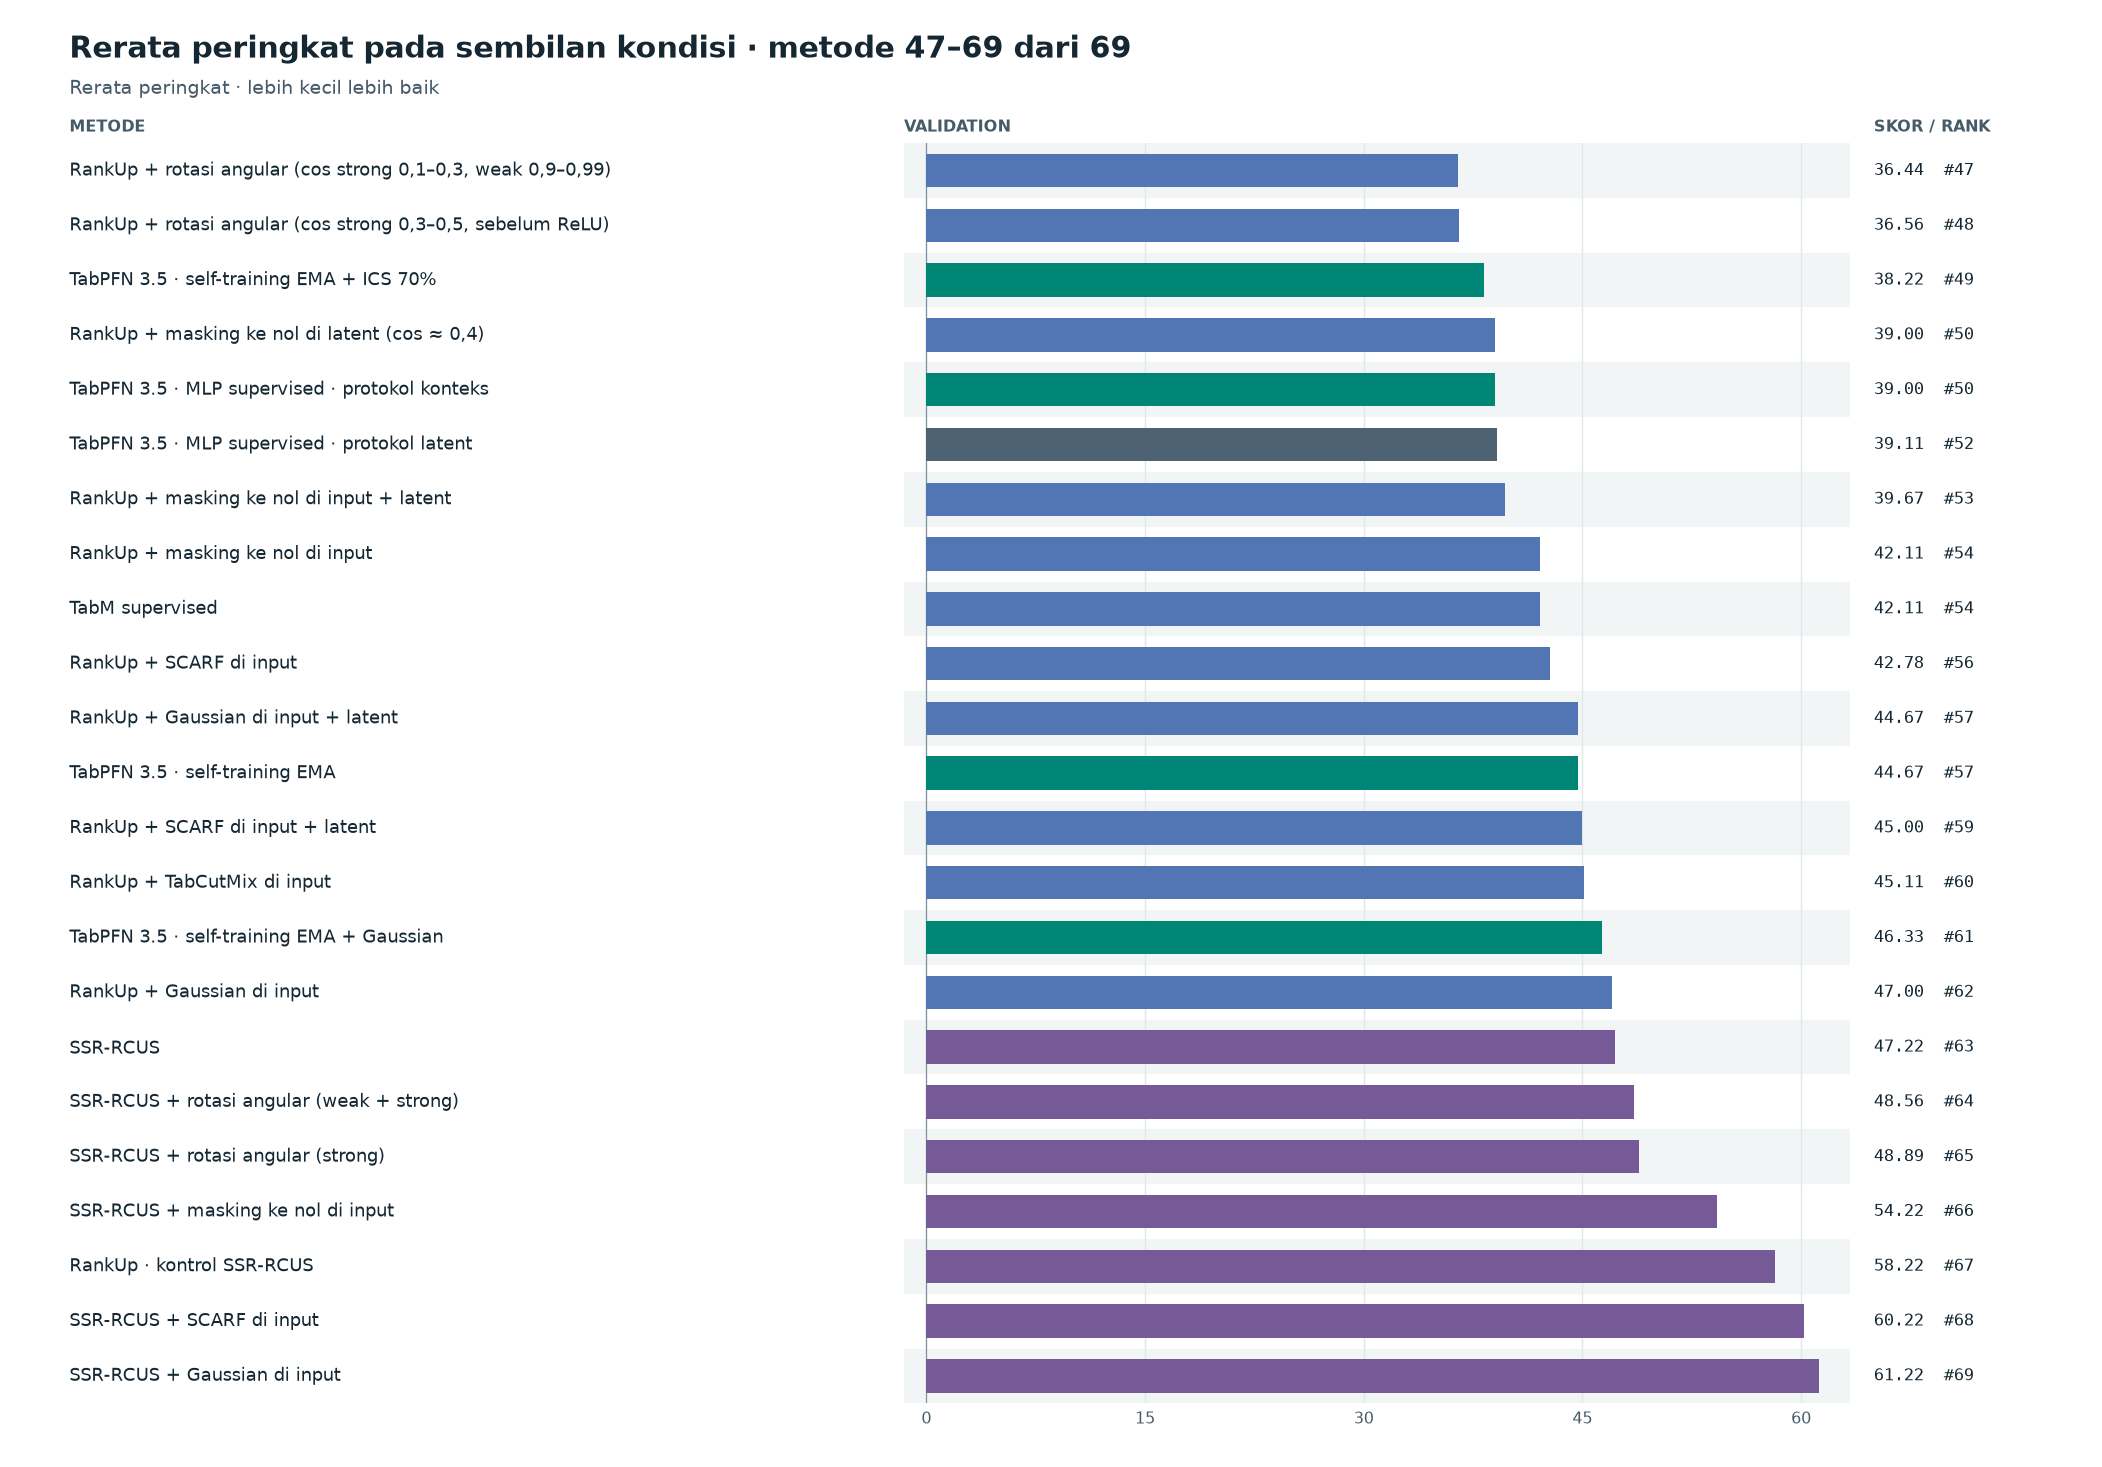 Rerata peringkat pada sembilan kondisi · metode 47–69 dari 69
Rerata peringkat · lebih kecil lebih baik
METODE VALIDATION SKOR / RANK
RankUp + rotasi angular (cos strong 0,1–0,3, weak 0,9–0,99) 36.44 #47
RankUp + rotasi angular (cos strong 0,3–0,5, sebelum ReLU) 36.56 #48
TabPFN 3.5 · self-training EMA + ICS 70% 38.22 #49
RankUp + masking ke nol di latent (cos ≈ 0,4) 39.00 #50
TabPFN 3.5 · MLP supervised · protokol konteks 39.00 #50
TabPFN 3.5 · MLP supervised · protokol latent 39.11 #52
RankUp + masking ke nol di input + latent 39.67 #53
RankUp + masking ke nol di input 42.11 #54
TabM supervised 42.11 #54
RankUp + SCARF di input 42.78 #56
RankUp + Gaussian di input + latent 44.67 #57
TabPFN 3.5 · self-training EMA 44.67 #57
RankUp + SCARF di input + latent 45.00 #59
RankUp + TabCutMix di input 45.11 #60
TabPFN 3.5 · self-training EMA + Gaussian 46.33 #61
RankUp + Gaussian di input 47.00 #62
SSR-RCUS 47.22 #63
SSR-RCUS + rotasi angular (weak + strong) 48.56 #64
SSR-RCUS + rotasi angular (strong) 48.89 #65
SSR-RCUS + masking ke nol di input 54.22 #66
RankUp · kontrol SSR-RCUS 58.22 #67
SSR-RCUS + SCARF di input 60.22 #68
SSR-RCUS + Gaussian di input 61.22 #69
0 15 30 45 60